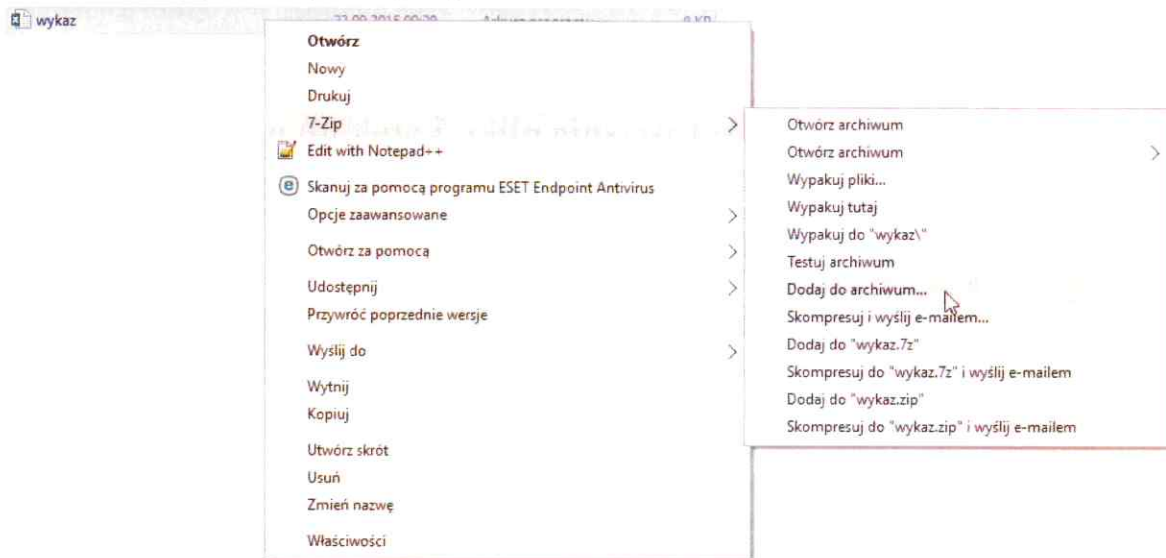 wykaz
Otwórz
Nowy
Drukuj
7-Zip
Edit with Notepad++
Skanuj za pomocą programu ESET Endpoint Antivirus
Opcje zaawansowane
Otwórz za pomocą
Udostępnij
Przywróć poprzednie wersje
Wyślij do
Wytnij
Kopiuj
Utwórz skrót
Usuń
Zmień nazwę
Właściwości
Otwórz archiwum
Otwórz archiwum
Wypakuj pliki...
Wypakuj tutaj
Wypakuj do "wykaz\"
Testuj archiwum
Dodaj do archiwum...
Skompresuj i wyślij e-mailem...
Dodaj do "wykaz.7z"
Skompresuj do "wykaz.7z" i wyślij e-mailem
Dodaj do "wykaz.zip"
Skompresuj do "wykaz.zip" i wyślij e-mailem